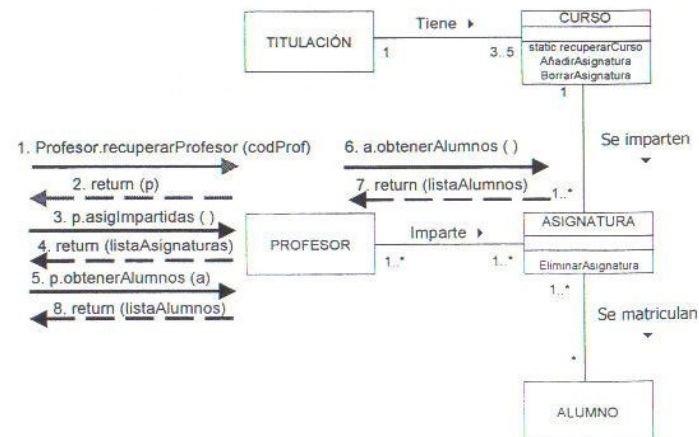 TITULACIÓN
Tiene
1
3..5
CURSO
static recuperarCurso
AñadirAsignatura
BorrarAsignatura
1
Se imparten
1..*
1. Profesor.recuperarProfesor (codProf)
2. return (p)
3. p.asigImpartidas ( )
4. return (listaAsignaturas)
5. p.obtenerAlumnos (a)
8. return (listaAlumnos)
6. a.obtenerAlumnos ( )
7. return (listaAlumnos)
PROFESOR
Imparte
1..*
1..*
ASIGNATURA
EliminarAsignatura
1..*
Se matriculan
*
ALUMNO